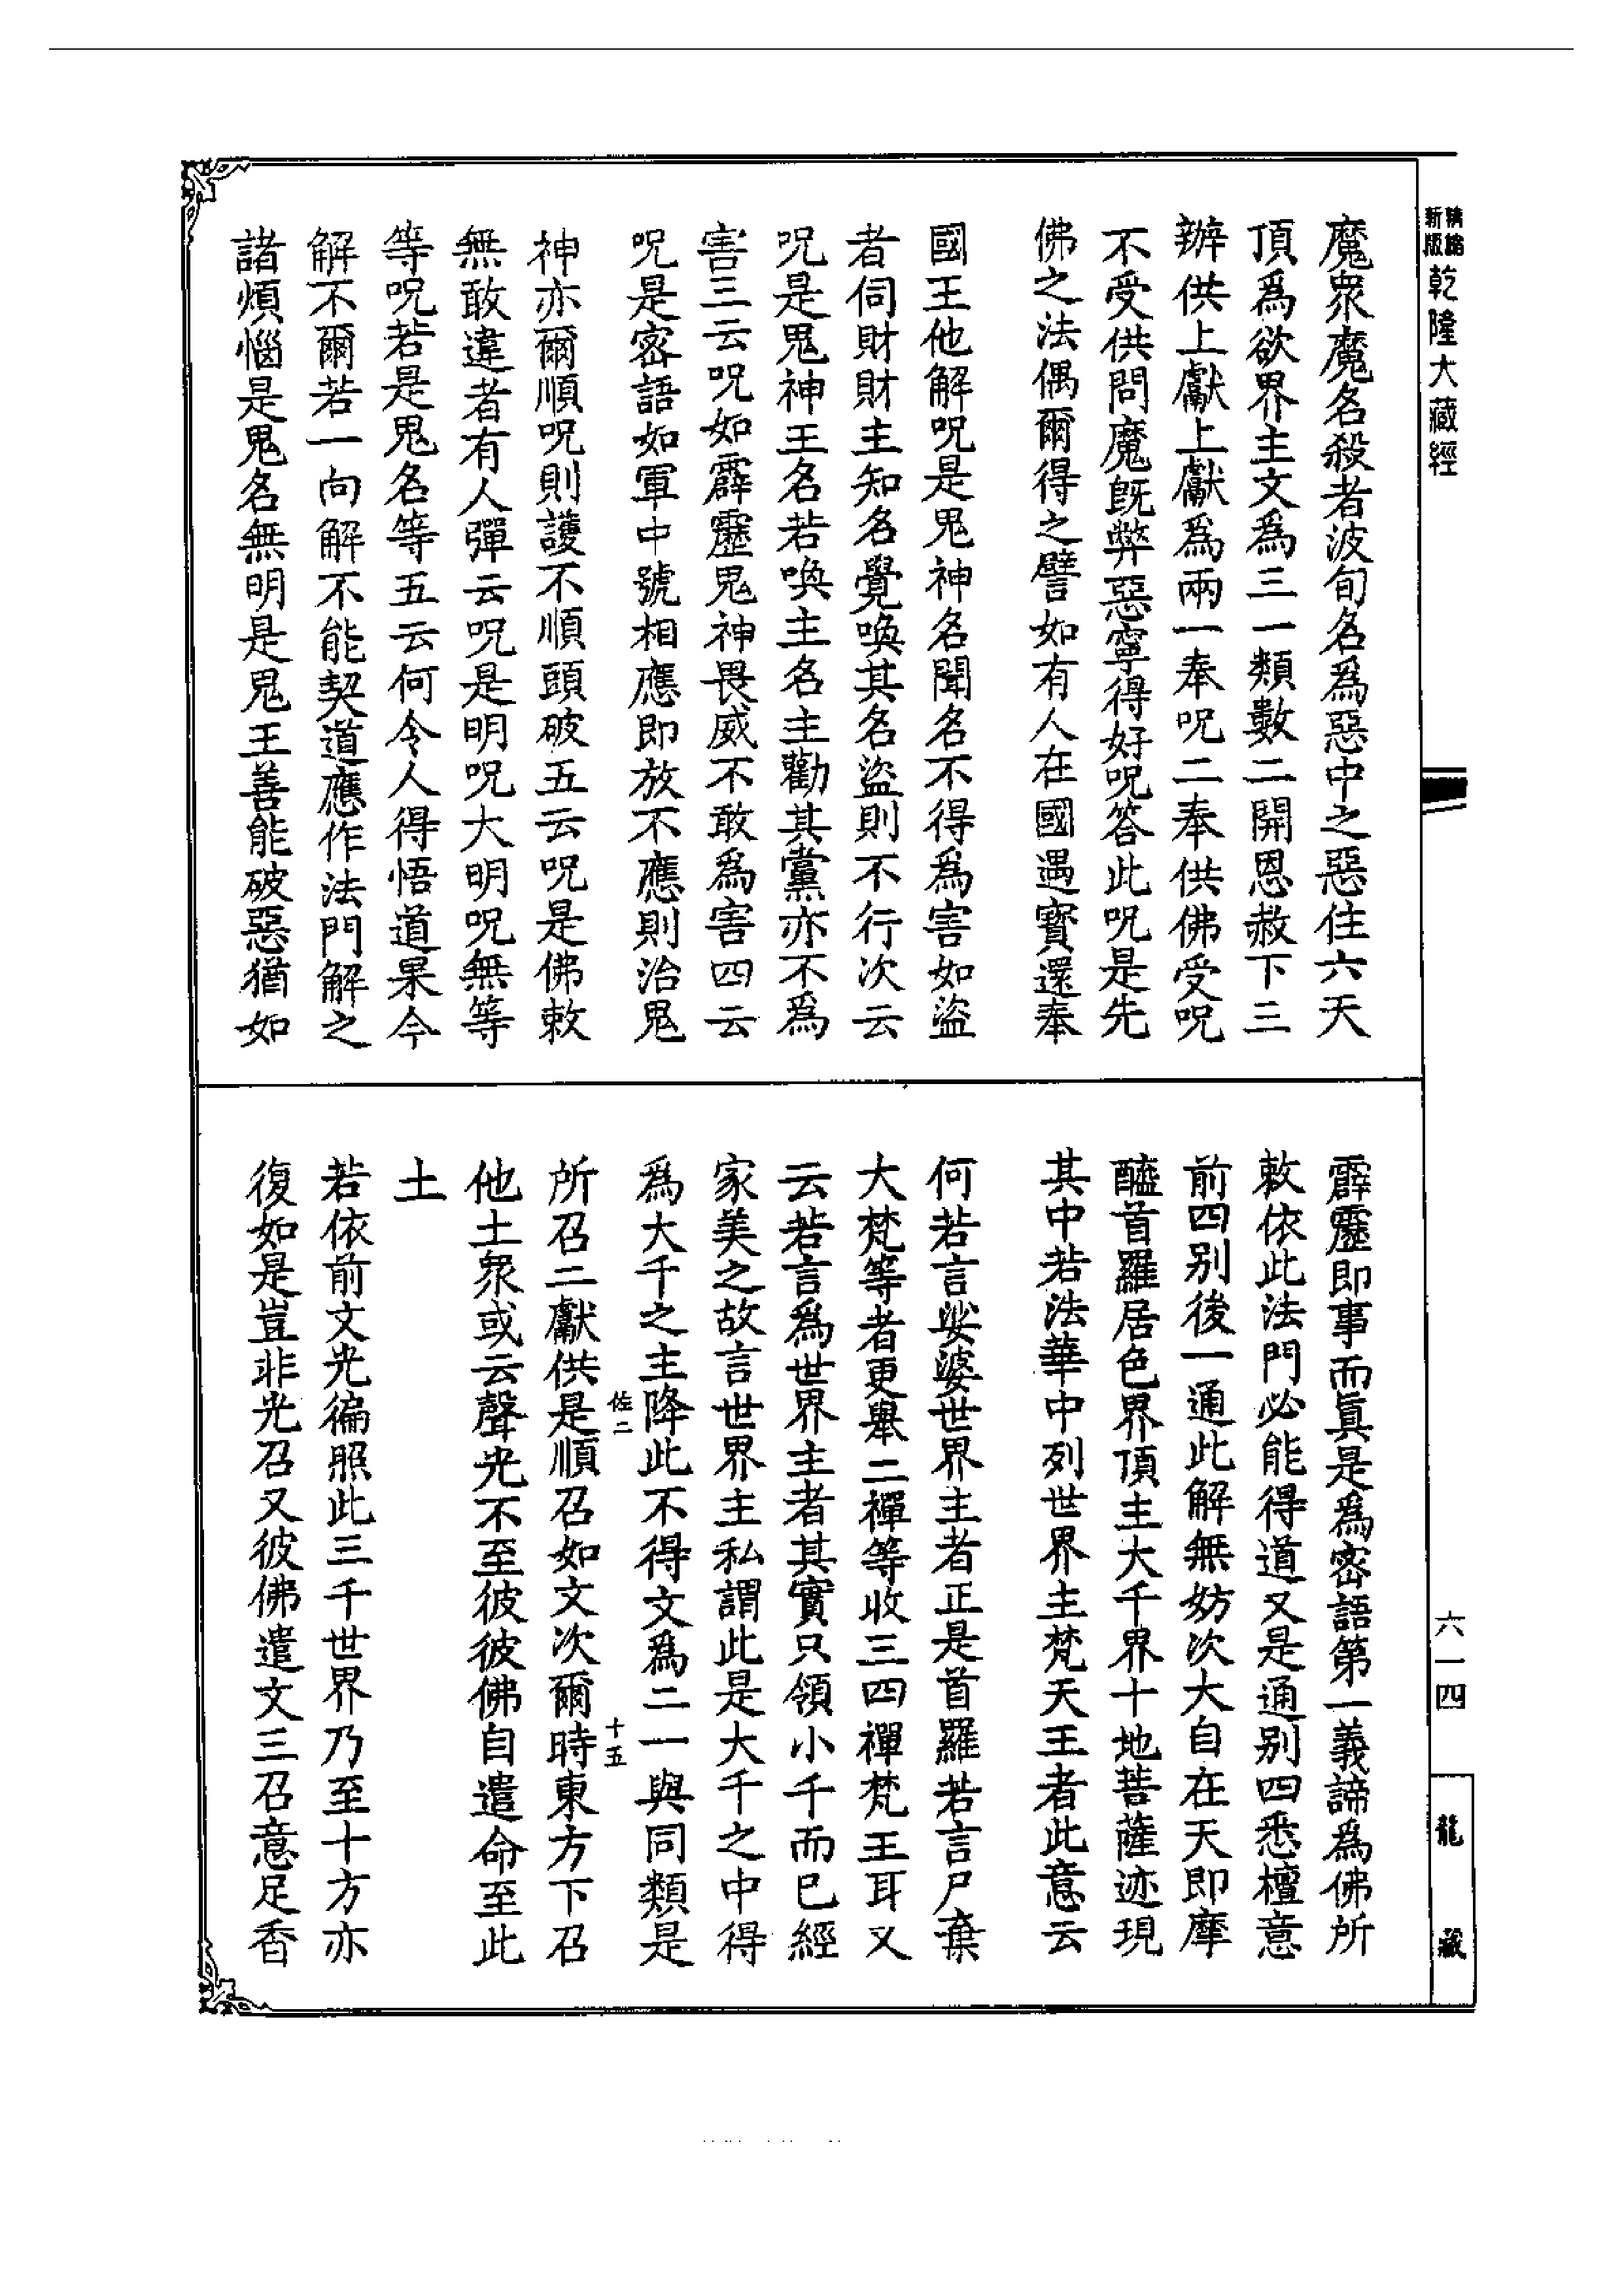 精縮新版乾隆大藏經
魔衆魔名殺者波旬名爲惡中之惡住六天
頂爲欲界主文爲三一類數二開恩赦下三
辦供上獻上獻爲兩一奉呪二奉供佛受呪
不受供問魔既弊惡寧得好呪答此呪是先
佛之法偶爾得之譬如有人在國遇寶還奉
國王他解呪是鬼神名聞名不得爲害如盜
者伺財財主知名覺喚其名盜則不行次云
呪是鬼神王名若喚主名主勸其黨亦不爲
害三云呪如霹靂鬼神畏威不敢爲害四云
呪是密語如軍中號相應即放不應則治鬼
神亦爾順呪則護不順頭破五云呪是佛敕
無敢違者有人彈云呪是明呪大明呪無等
等呪若是鬼名等五云何令人得悟道果今
解不爾若一向解不能契道應作法門解之
諸煩惱是鬼名無明是鬼王善能破惡猶如
霹靂即事而眞是爲密語第一義諦爲佛所
敕依此法門必能得道又是通别四悉檀意
前四别後一通此解無妨次大自在天即摩
醯首羅居色界頂主大千界十地菩薩迹現
其中若法華中列世界主梵天王者此意云
何若言娑婆世界主者正是首羅若言尸棄
大梵等者更舉二禪等收三四禪梵王耳又
云若言爲世界主者其實只領小千而已經
家美之故言世界主私謂此是大千之中得
爲大千之主降此不得文爲二一與同類是
佐二
十五
所召二獻供是順召如文次爾時東方下召
他土衆或云聲光不至彼彼佛自遣命至此
土
若依前文光徧照此三千世界乃至十方亦
復如是豈非光召又彼佛遣文三召意足香
六一四
龍藏